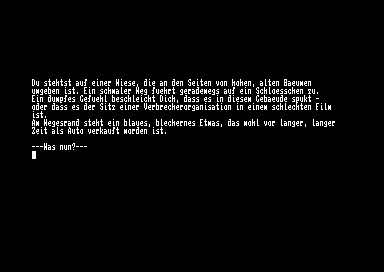 Du stehtst auf einer Wiese, die an den Seiten von hohen, alten Baeumen
umgeben ist. Ein schmaler Weg fuehrt geradewegs auf ein Schloesschen zu.
Ein dumpfes Gefuehl beschleicht Dich, dass es in diesem Gebaeude spukt -
oder dass es der Sitz einer Verbrecherorganisation in einem schlechten Film
ist.
Am Wegesrand steht ein blaues, blechernes Etwas, das wohl vor langer, langer
Zeit als Auto verkauft worden ist.
---Was nun?---